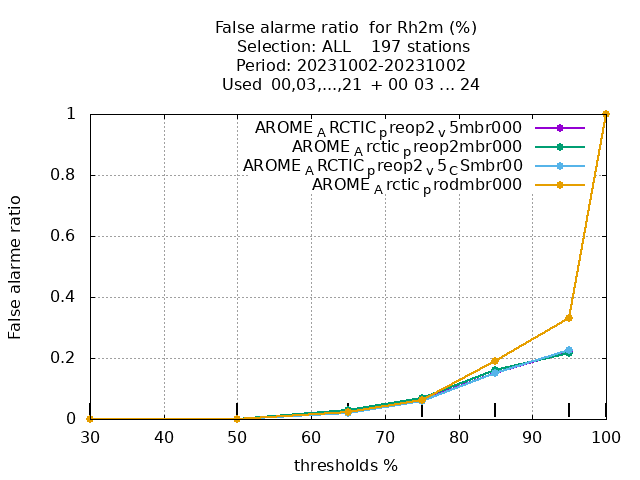 False alarme ratio for Rh2m (%)
Selection: ALL 197 stations
Period: 20231002-20231002
Used 00,03,...,21 + 00 03 ... 24
AROME_ARCTIC_preop2_v5mbr000
AROME_Arctic_preop2mbr000
AROME_ARCTIC_preop2_v5_CSmbr00
AROME_Arctic_prodmbr000
False alarme ratio
1
0.8
0.6
0.4
0.2
0
30 40 50 60 70 80 90 100
thresholds %